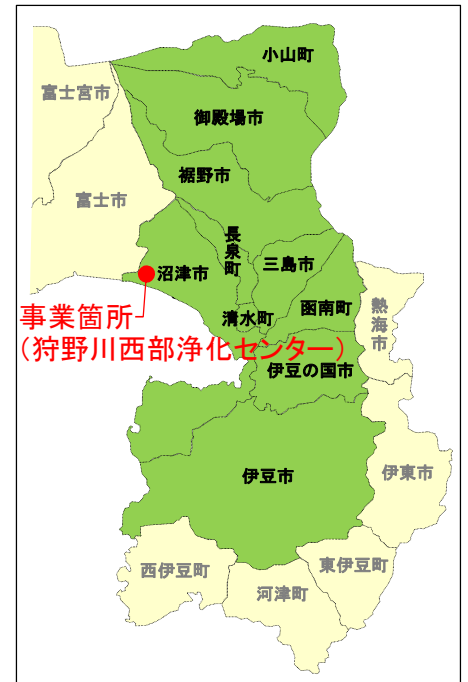 小山町
富士宮市
御殿場市
裾野市
富士市
長泉町
三島市
沼津市
函南町
清水町
熱海市
事業箇所
（狩野川西部浄化センター）
伊豆の国市
伊豆市
伊東市
西伊豆町
東伊豆町
河津町